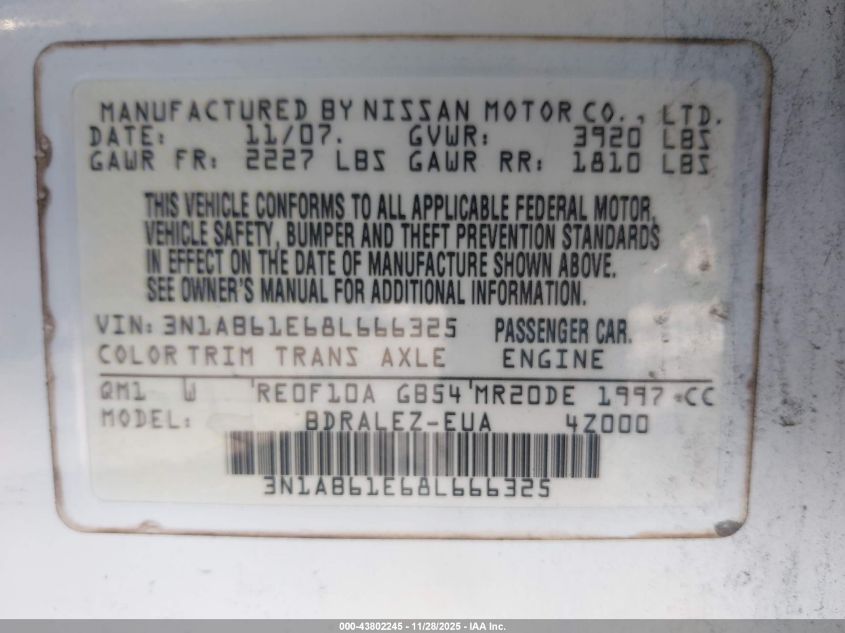 MANUFACTURED BY NISSAN MOTOR CO., LTD.
DATE: 11/07. GVWR: 3920 LBS
GAWR FR: 2227 LBS GAWR RR: 1810 LBS
THIS VEHICLE CONFORMS TO ALL APPLICABLE FEDERAL MOTOR
VEHICLE SAFETY, BUMPER AND THEFT PREVENTION STANDARDS
IN EFFECT ON THE DATE OF MANUFACTURE SHOWN ABOVE.
SEE OWNER'S MANUAL FOR ADDITIONAL INFORMATION.
VIN: 3N1AB61E68L666325 PASSENGER CAR.
COLOR TRIM TRANS AXLE ENGINE
QM1 W 'RE0F10A GB54'MR20DE 1997 CC
MODEL: BDRALEZ-EUA 4Z000
3N1AB61E68L666325
000-43802245 - 11/28/2025 - IAA Inc.